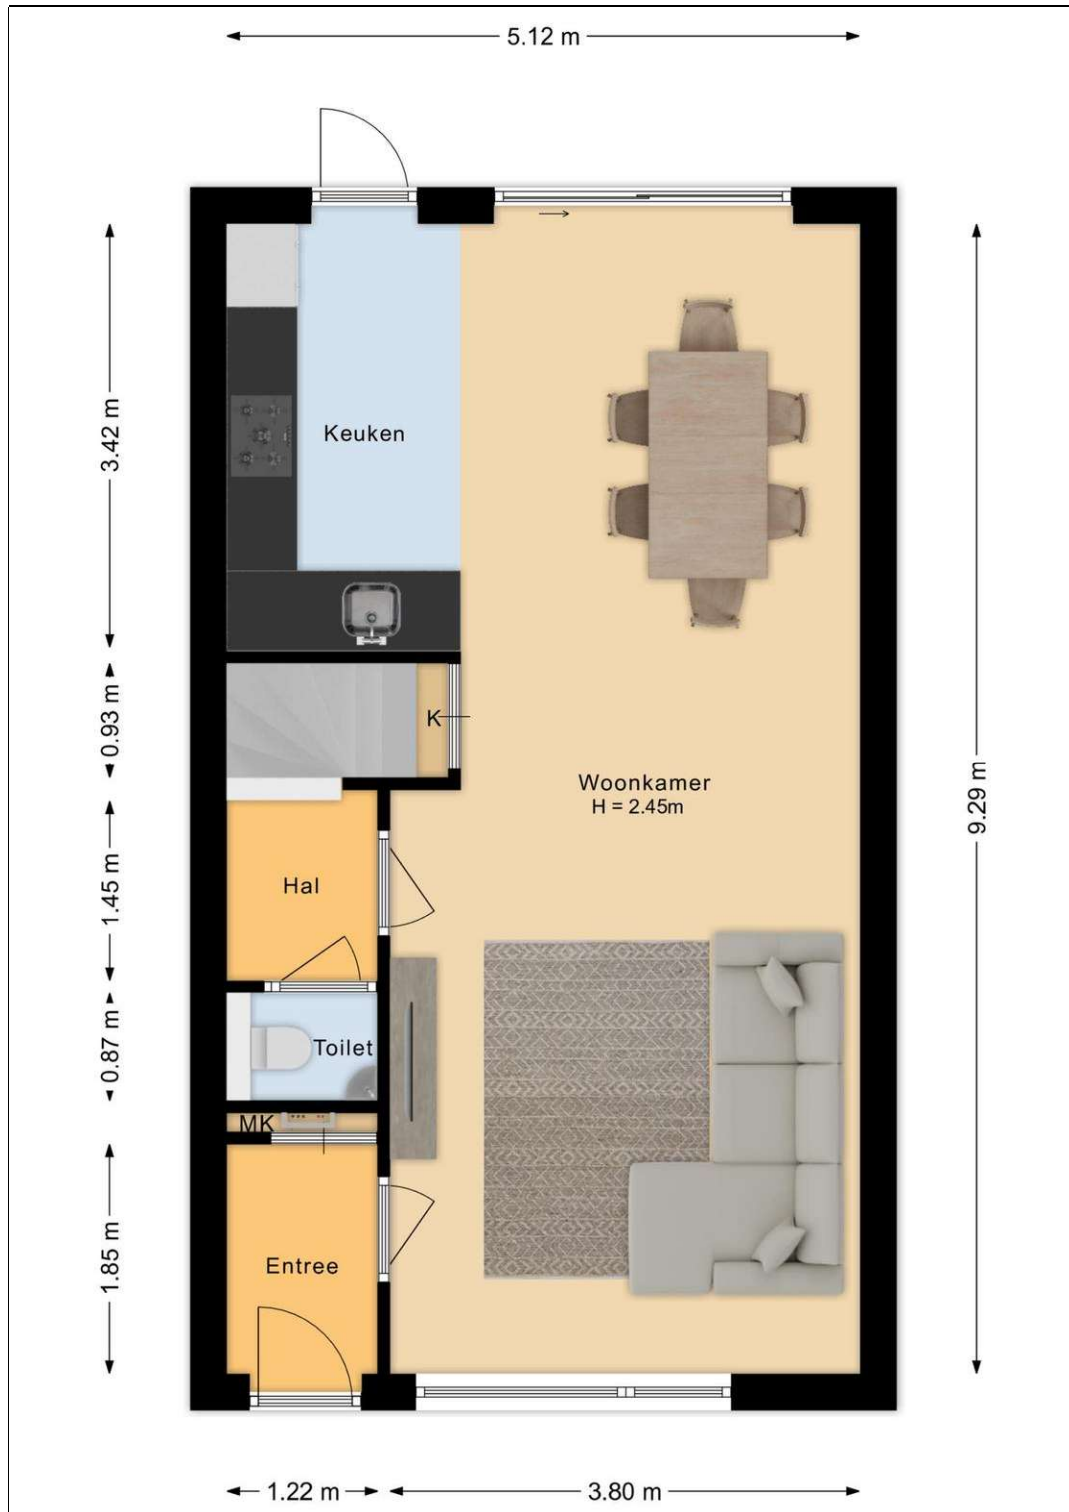 5.12 m
3.42 m
Keuken
0.93 m
K
Woonkamer
H = 2.45m
9.29 m
1.45 m
Hal
0.87 m
Toilet
MK
1.85 m
Entree
1.22 m
3.80 m